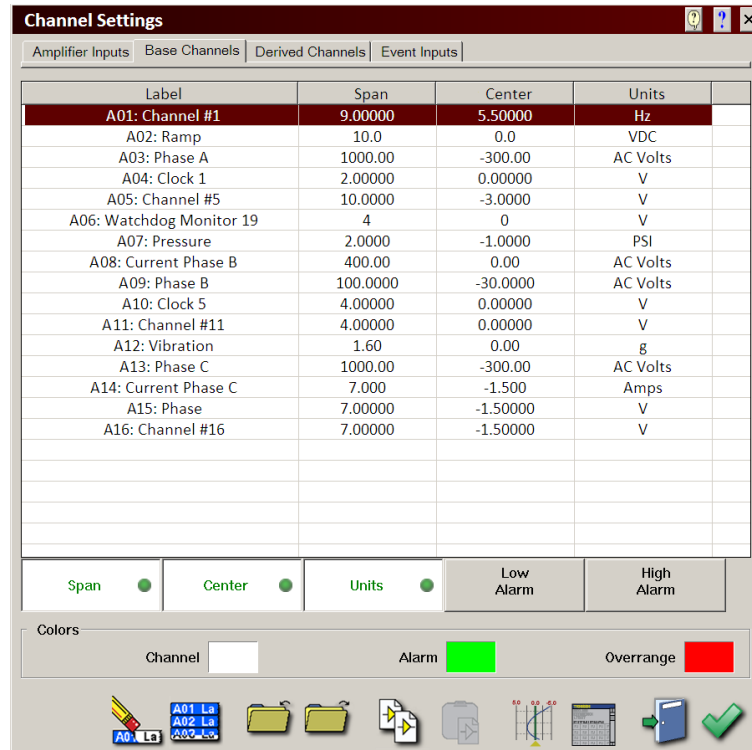 Channel Settings
Amplifier Inputs Base Channels Derived Channels Event Inputs
Label Span Center Units
A01: Channel #1 9.00000 5.50000 Hz
A02: Ramp 10.0 0.0 VDC
A03: Phase A 1000.00 -300.00 AC Volts
A04: Clock 1 2.00000 0.00000 V
A05: Channel #5 10.0000 -3.0000 V
A06: Watchdog Monitor 19 4 0 V
A07: Pressure 2.0000 -1.0000 PSI
A08: Current Phase B 400.00 0.00 AC Volts
A09: Phase B 100.0000 -30.0000 AC Volts
A10: Clock 5 4.00000 0.00000 V
A11: Channel #11 4.00000 0.00000 V
A12: Vibration 1.60 0.00 g
A13: Phase C 1000.00 -300.00 AC Volts
A14: Current Phase C 7.000 -1.500 Amps
A15: Phase 7.00000 -1.50000 V
A16: Channel #16 7.00000 -1.50000 V
Span Center Units Low Alarm High Alarm
Colors
Channel Alarm Overrange
A01 La
A01 La
A02 La